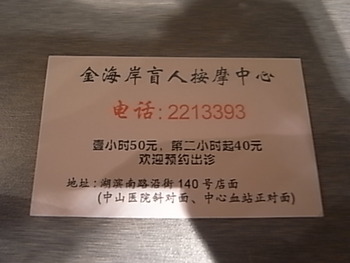 金海岸盲人按摩中心
电话:2213393
壹小时50元，第二小时起40元
欢迎预约出诊
地址:湖滨南路沿街140号店面
(中山医院斜对面、中心血站正对面)